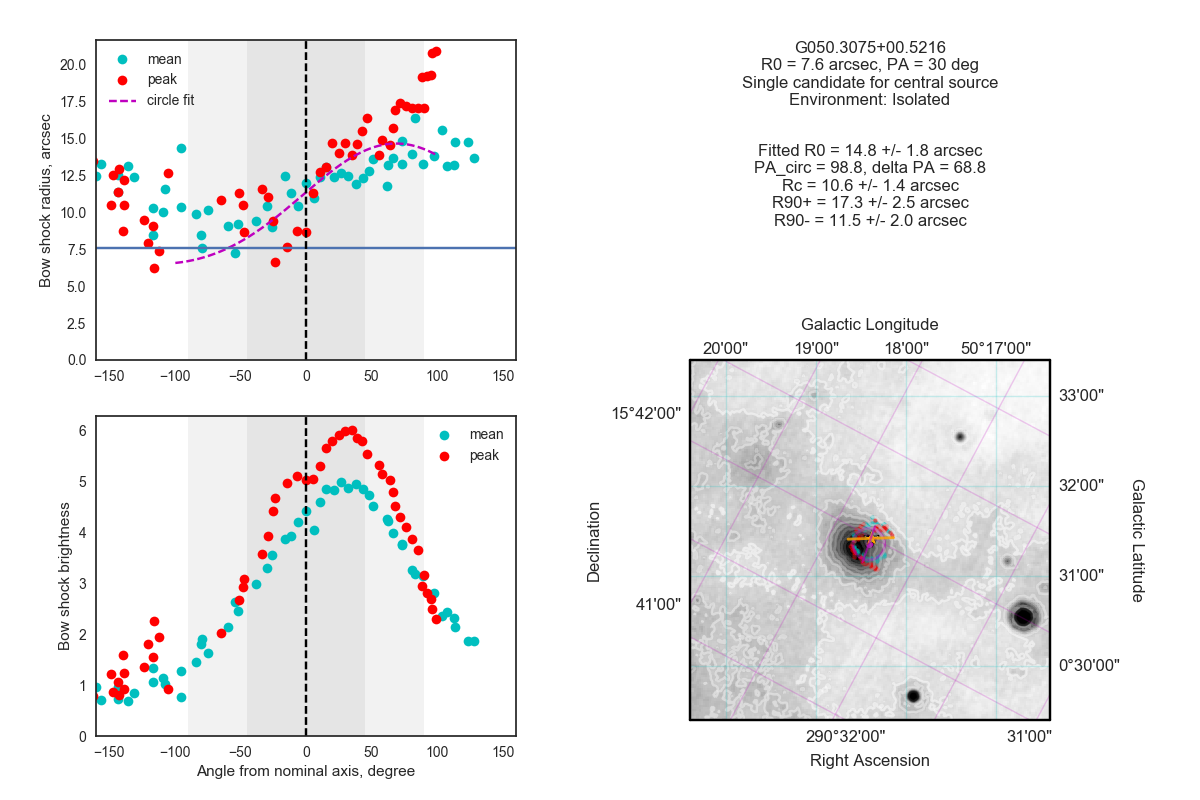 Bow shock radius, arcsec
20.0
17.5
15.0
12.5
10.0
7.5
5.0
2.5
0.0
mean
peak
circle fit
−150 −100 −50 0 50 100 150
Bow shock brightness
6
5
4
3
2
1
0
mean
peak
−150 −100 −50 0 50 100 150
Angle from nominal axis, degree
G050.3075+00.5216
R0 = 7.6 arcsec, PA = 30 deg
Single candidate for central source
Environment: Isolated
Fitted R0 = 14.8 +/- 1.8 arcsec
PA_circ = 98.8, delta PA = 68.8
Rc = 10.6 +/- 1.4 arcsec
R90+ = 17.3 +/- 2.5 arcsec
R90- = 11.5 +/- 2.0 arcsec
Galactic Longitude
20'00" 19'00" 18'00" 50°17'00"
15°42'00"
41'00"
Declination
33'00"
32'00"
31'00"
0°30'00"
Galactic Latitude
290°32'00" 31'00"
Right Ascension